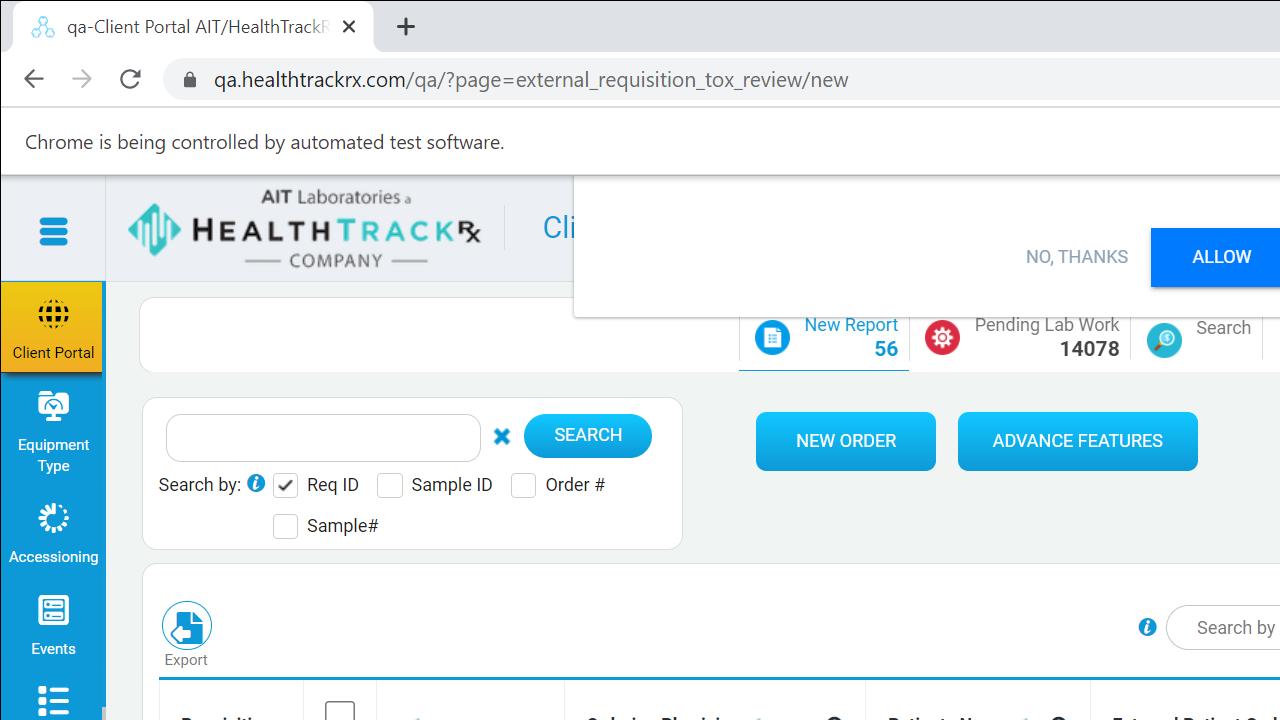 qa-Client Portal AIT/HealthTrackR
qa.healthtrackrx.com/qa/?page=external_requisition_tox_review/new
Chrome is being controlled by automated test software.
AIT Laboratories a
HEALTHTRACKRx
COMPANY
Cli
NO, THANKS
ALLOW
Client Portal
New Report
56
Pending Lab Work
14078
Search
SEARCH
NEW ORDER
ADVANCE FEATURES
Equipment
Type
Search by: Req ID Sample ID Order #
Sample#
Accessioning
Events
Export
Search by